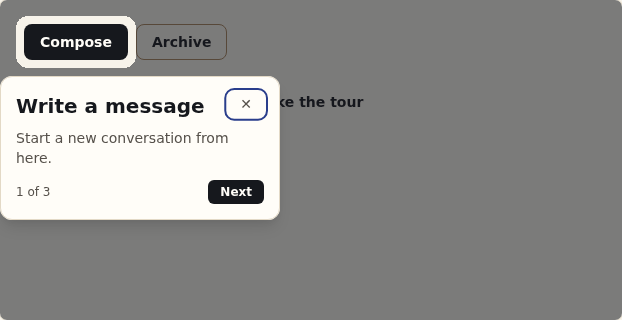 Compose Archive
ke the tour
Write a message ✕
Start a new conversation from
here.
1 of 3 Next